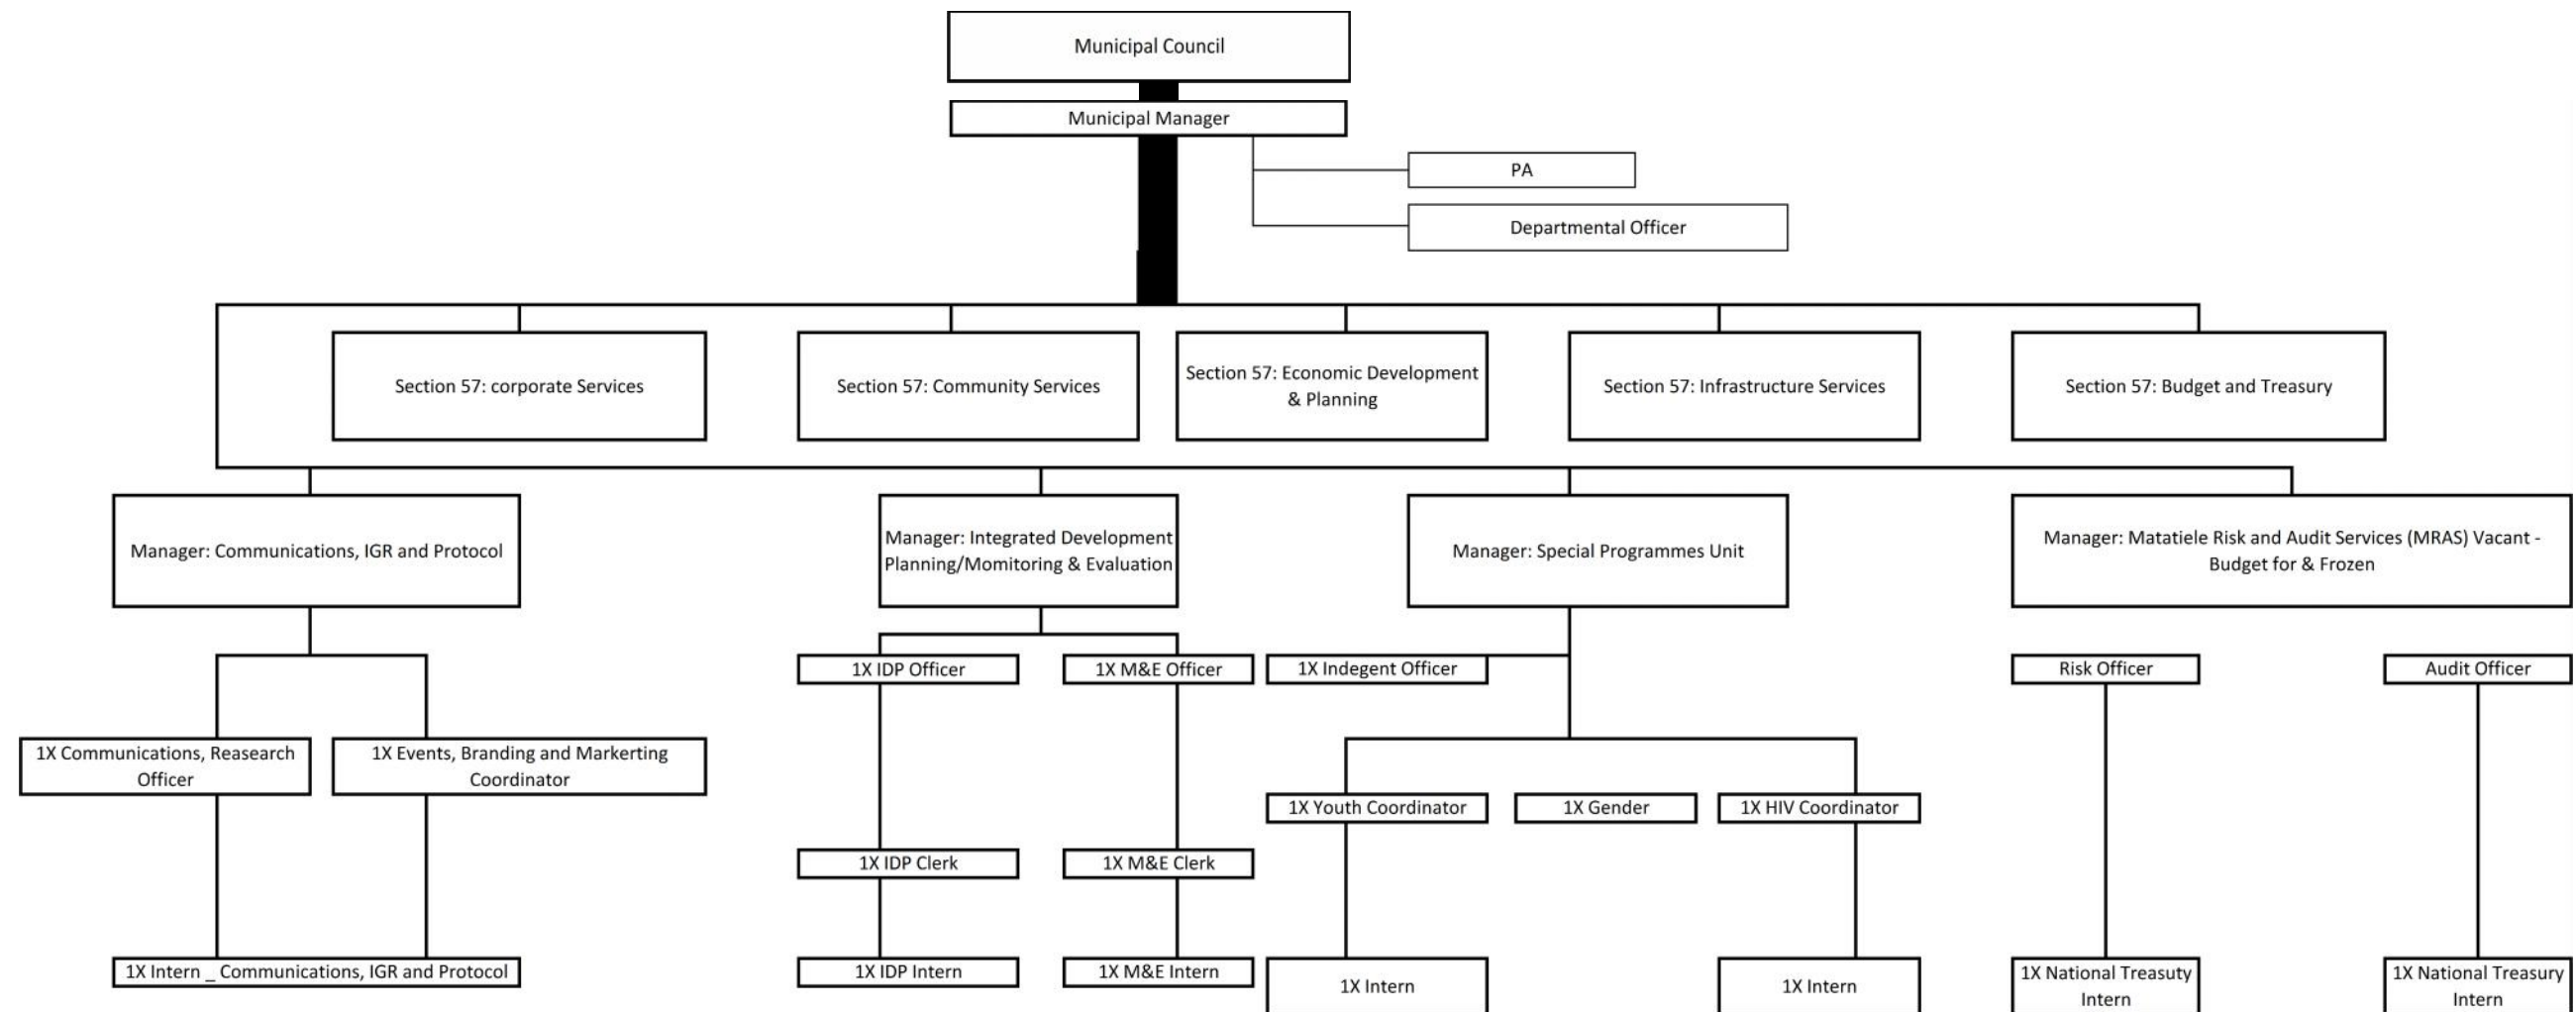 Municipal Council
Municipal Manager
PA
Departmental Officer
Section 57: corporate Services
Section 57: Community Services
Section 57: Economic Development
& Planning
Section 57: Infrastructure Services
Section 57: Budget and Treasury
Manager: Communications, IGR and Protocol
Manager: Integrated Development
Planning/Momitoring & Evaluation
Manager: Special Programmes Unit
Manager: Matatiele Risk and Audit Services (MRAS) Vacant -
Budget for & Frozen
1X IDP Officer
1X M&E Officer
1X Indegent Officer
Risk Officer
Audit Officer
1X Communications, Reasearch
Officer
1X Events, Branding and Markerting
Coordinator
1X Youth Coordinator
1X Gender
1X HIV Coordinator
1X IDP Clerk
1X M&E Clerk
1X Intern _ Communications, IGR and Protocol
1X IDP Intern
1X M&E Intern
1X Intern
1X Intern
1X National Treasuty
Intern
1X National Treasury
Intern